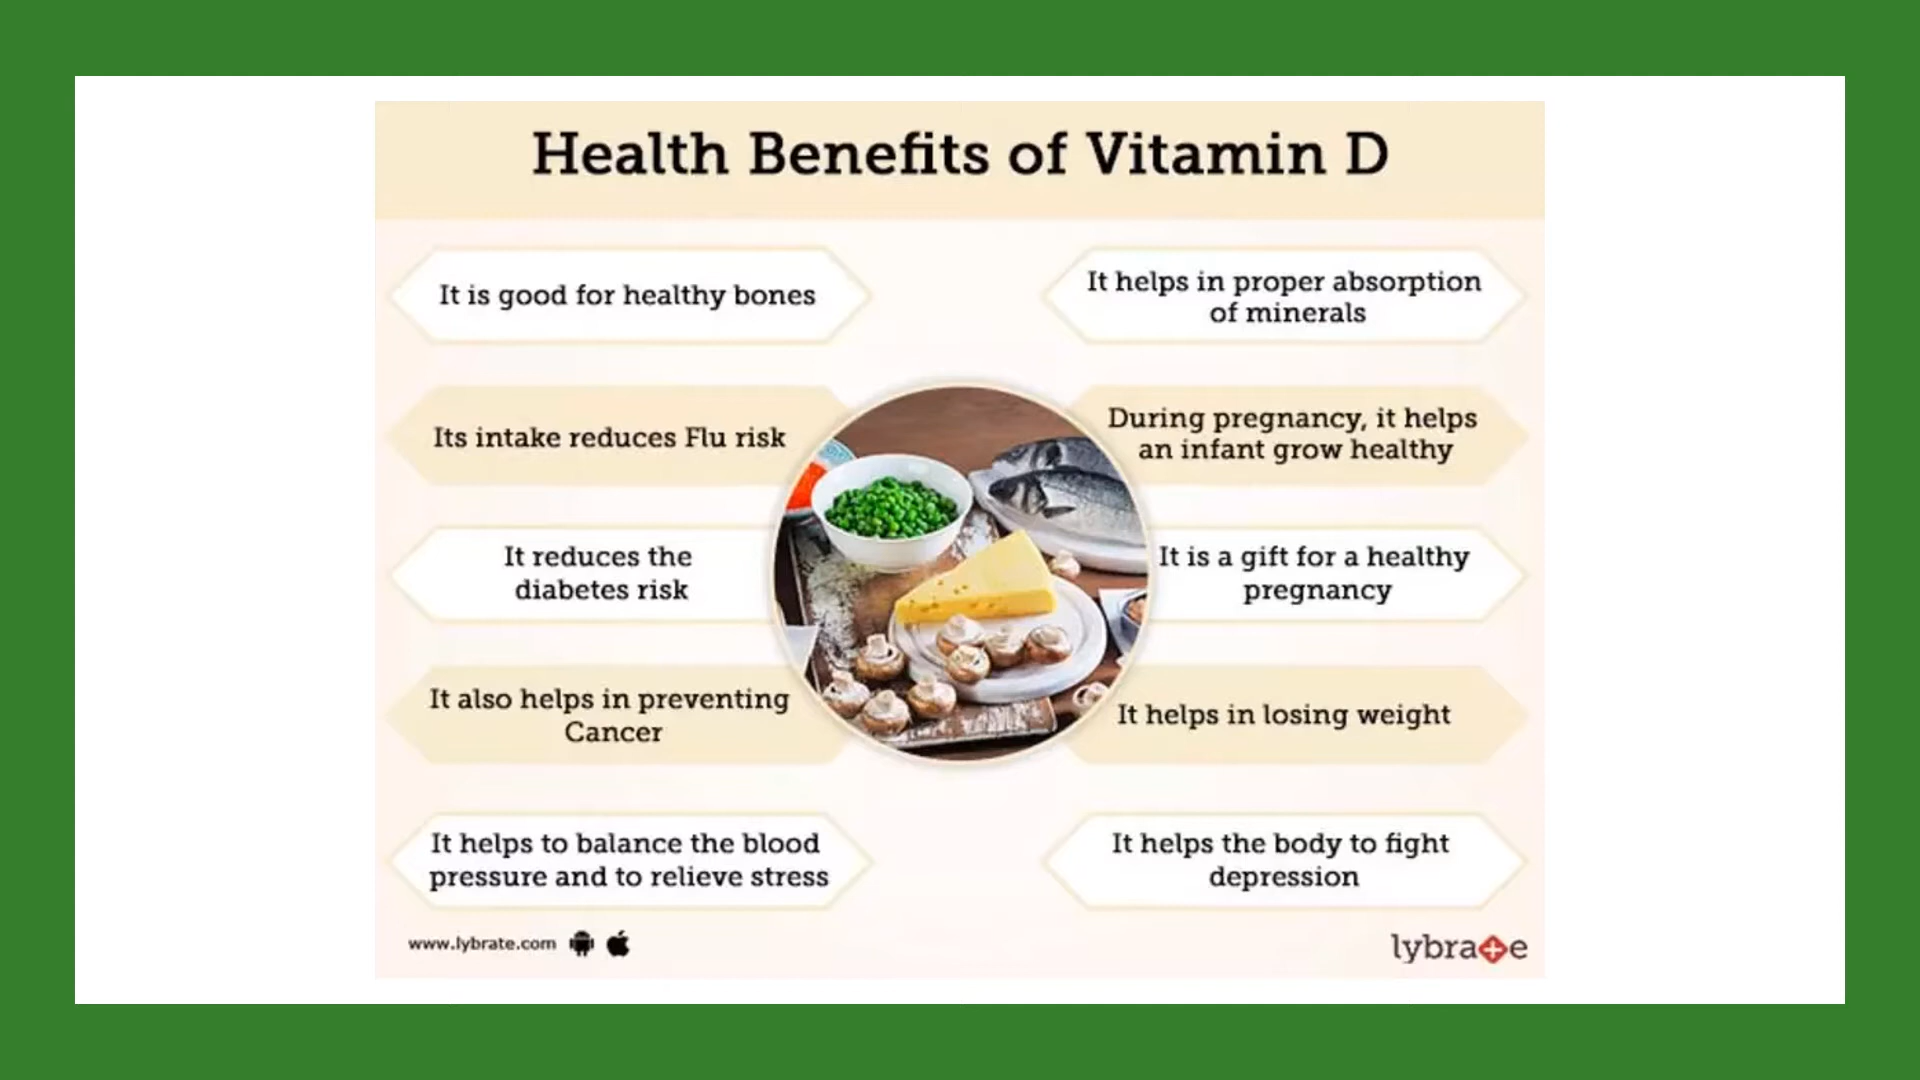 Health Benefits of Vitamin D
It is good for healthy bones
It helps in proper absorption
of minerals
Its intake reduces Flu risk
During pregnancy, it helps
an infant grow healthy
It reduces the
diabetes risk
It is a gift for a healthy
pregnancy
It also helps in preventing
Cancer
It helps in losing weight
It helps to balance the blood
pressure and to relieve stress
It helps the body to fight
depression
www.lybrate.com
lybrate